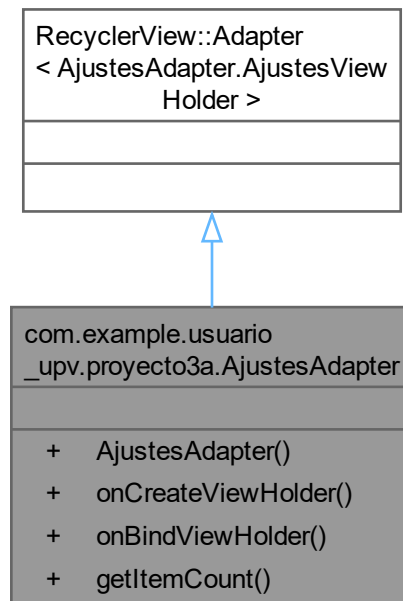 RecyclerView::Adapter
< AjustesAdapter.AjustesView
Holder >
com.example.usuario
_upv.proyecto3a.AjustesAdapter
+ AjustesAdapter()
+ onCreateViewHolder()
+ onBindViewHolder()
+ getItemCount()